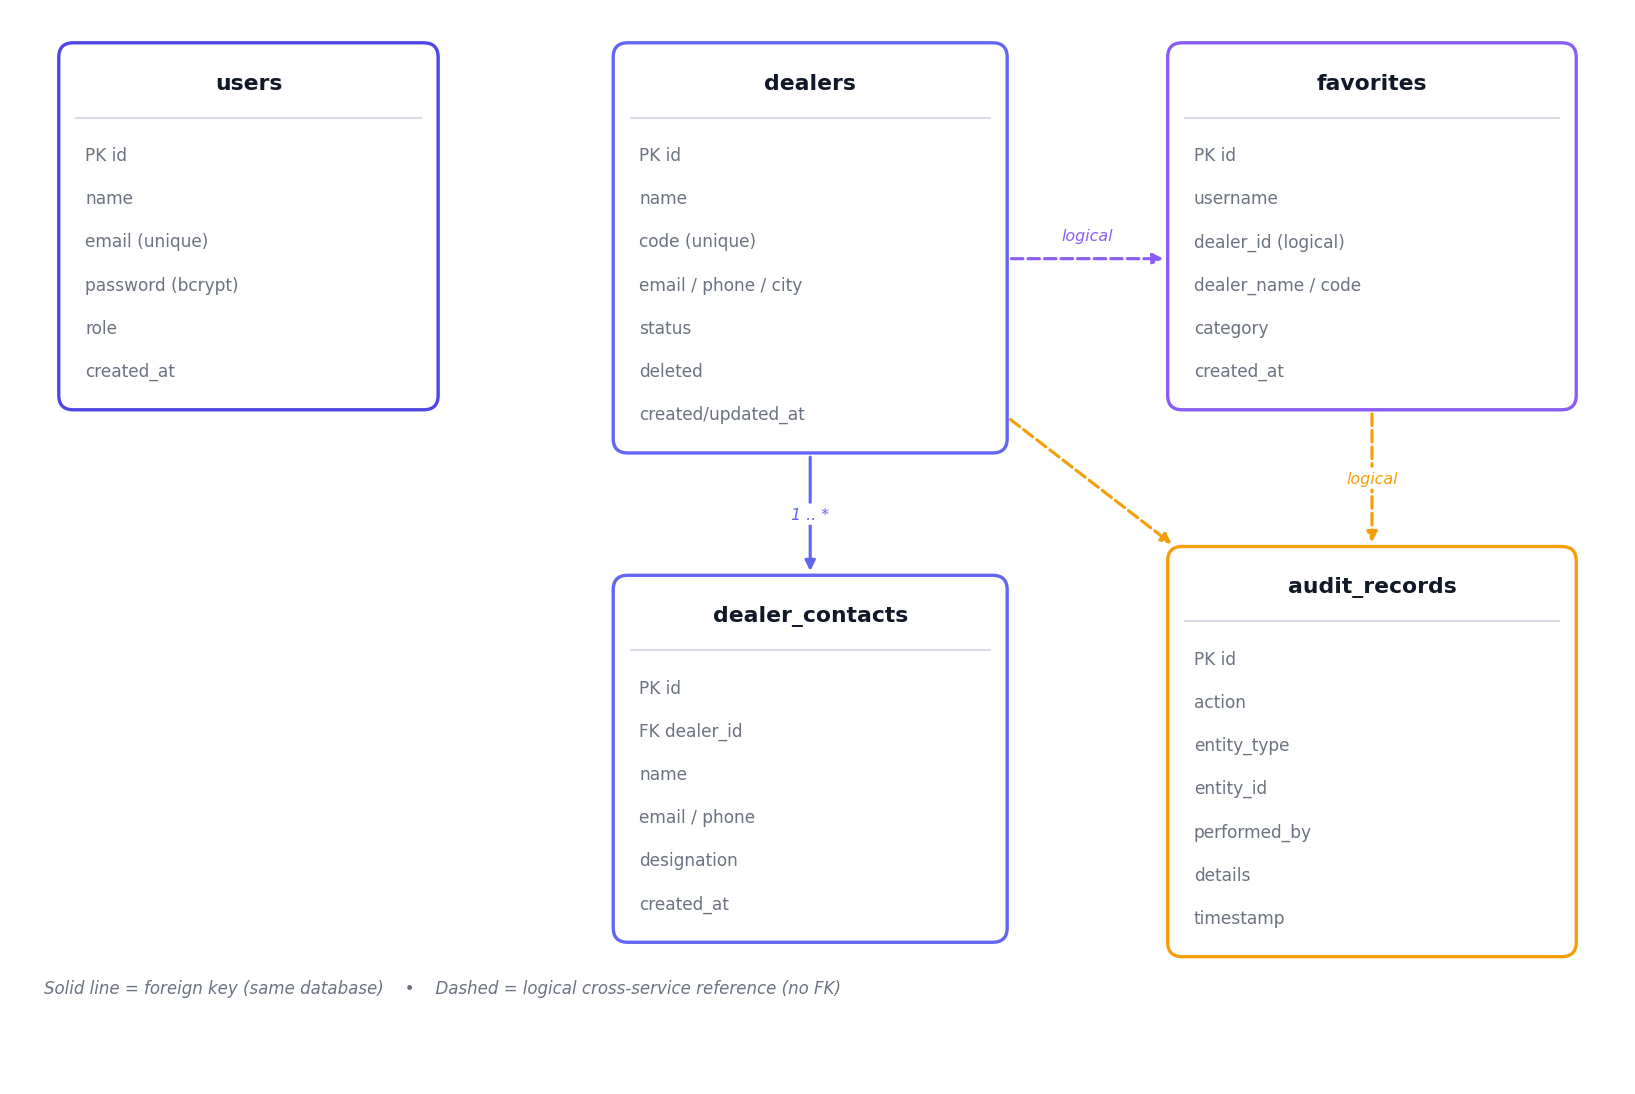 users
PK id
name
email (unique)
password (bcrypt)
role
created_at
dealers
PK id
name
code (unique)
email / phone / city
status
deleted
created/updated_at
logical
favorites
PK id
username
dealer_id (logical)
dealer_name / code
category
created_at
1 .. *
logical
dealer_contacts
PK id
FK dealer_id
name
email / phone
designation
created_at
audit_records
PK id
action
entity_type
entity_id
performed_by
details
timestamp
Solid line = foreign key (same database) • Dashed = logical cross-service reference (no FK)